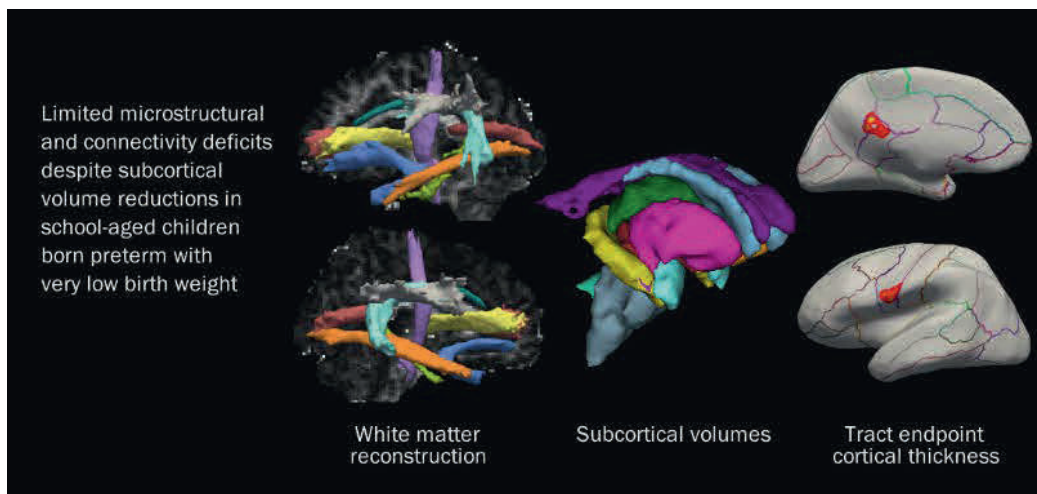 Limited microstructural
and connectivity deficits
despite subcortical
volume reductions in
school-aged children
born preterm with
very low birth weight
White matter
reconstruction
Subcortical volumes
Tract endpoint
cortical thickness